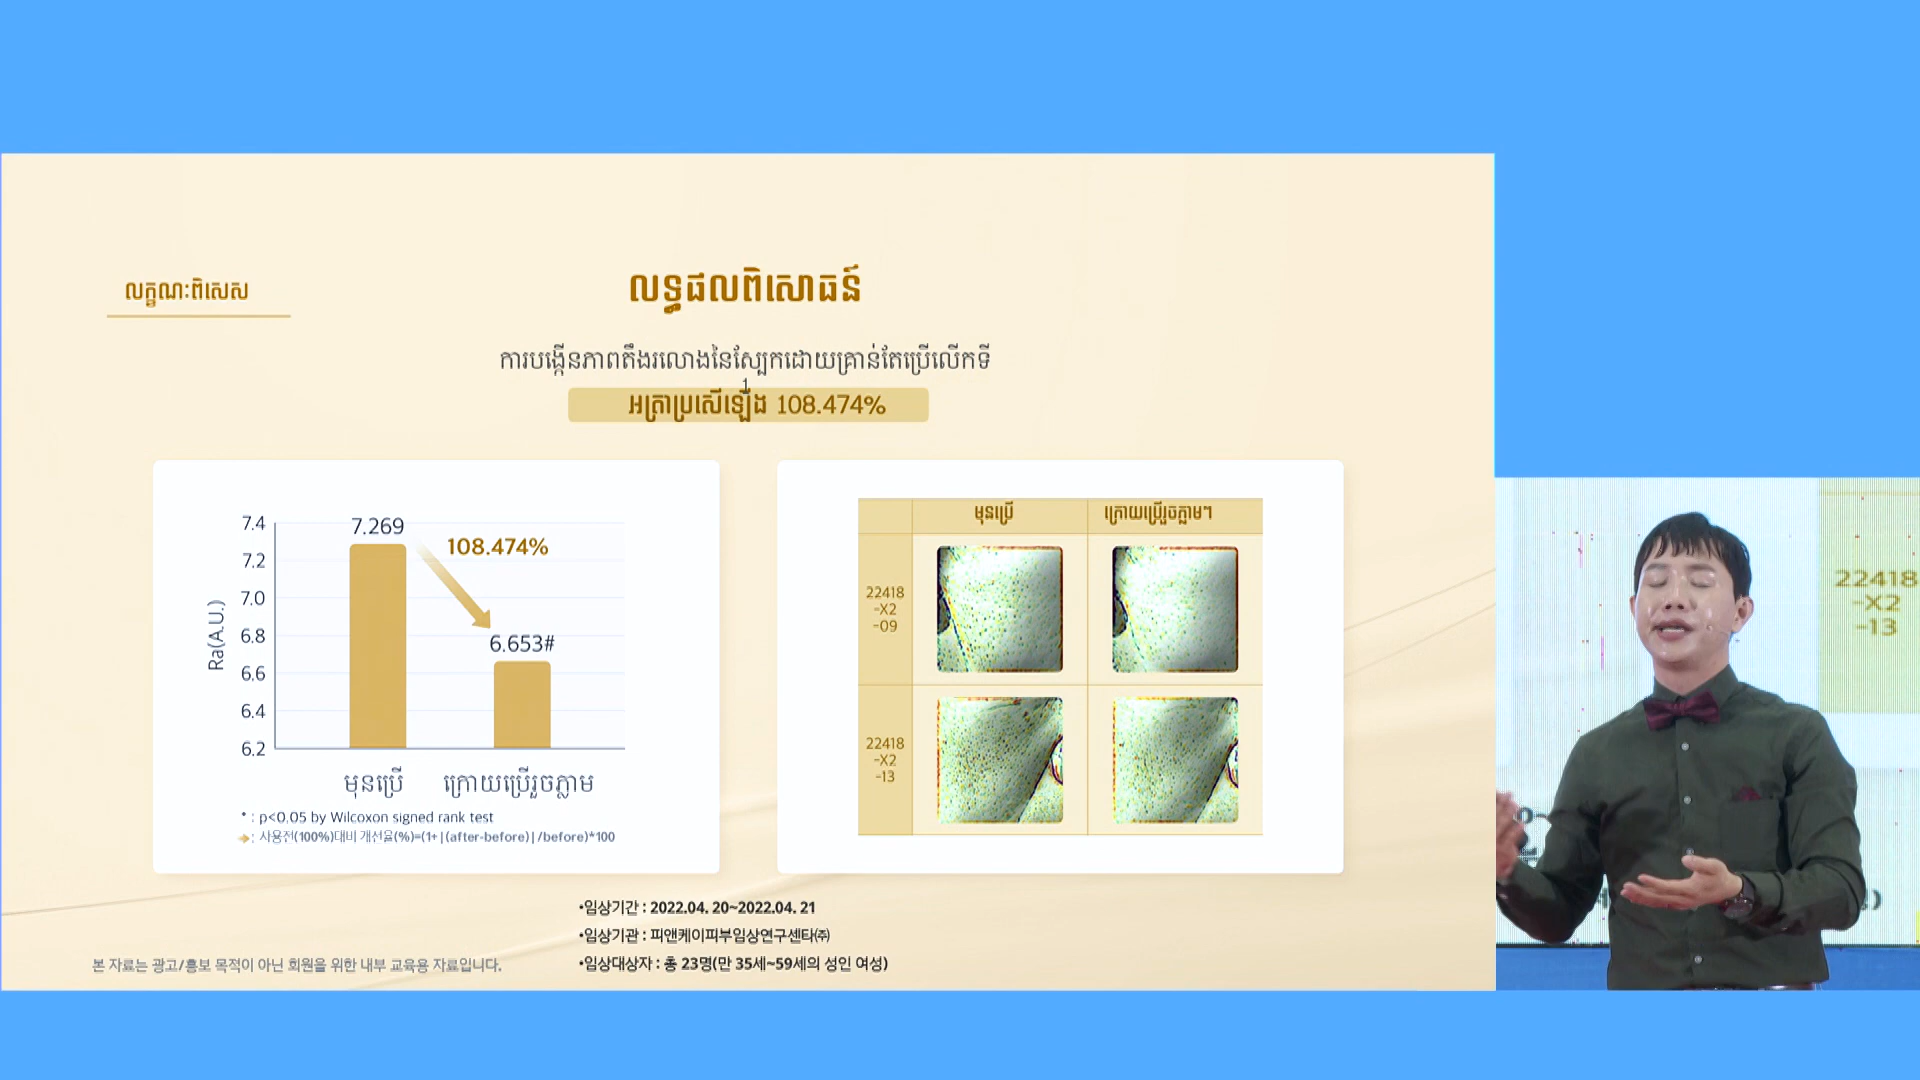 លក្ខណៈពិសេស
លទ្ធផលពិសោធន៍
ការបង្កើនភាពតឹងរលោងនៃស្បែកដោយគ្រាន់តែប្រើលើកទី
1
អត្រាប្រសើឡើង 108.474%
7.4
7.2
7.0
6.8
6.6
6.4
6.2
Ra(A.U.)
7.269
108.474%
6.653#
មុនប្រើ
ក្រោយប្រើរួចភ្លាម
* : p<0.05 by Wilcoxon signed rank test
: 사용전(100%)대비 개선율(%)=(1+|(after-before)|/before)*100
មុនប្រើ
ក្រោយប្រើរួចភ្លាមៗ
22418
-X2
-09
22418
-X2
-13
•임상기간 : 2022.04. 20~2022.04. 21
•임상기관 : 피앤케이피부임상연구센타㈜
•임상대상자 : 총 23명(만 35세~59세의 성인 여성)
본 자료는 광고/홍보 목적이 아닌 회원을 위한 내부 교육용 자료입니다.
22418
-X2
-13